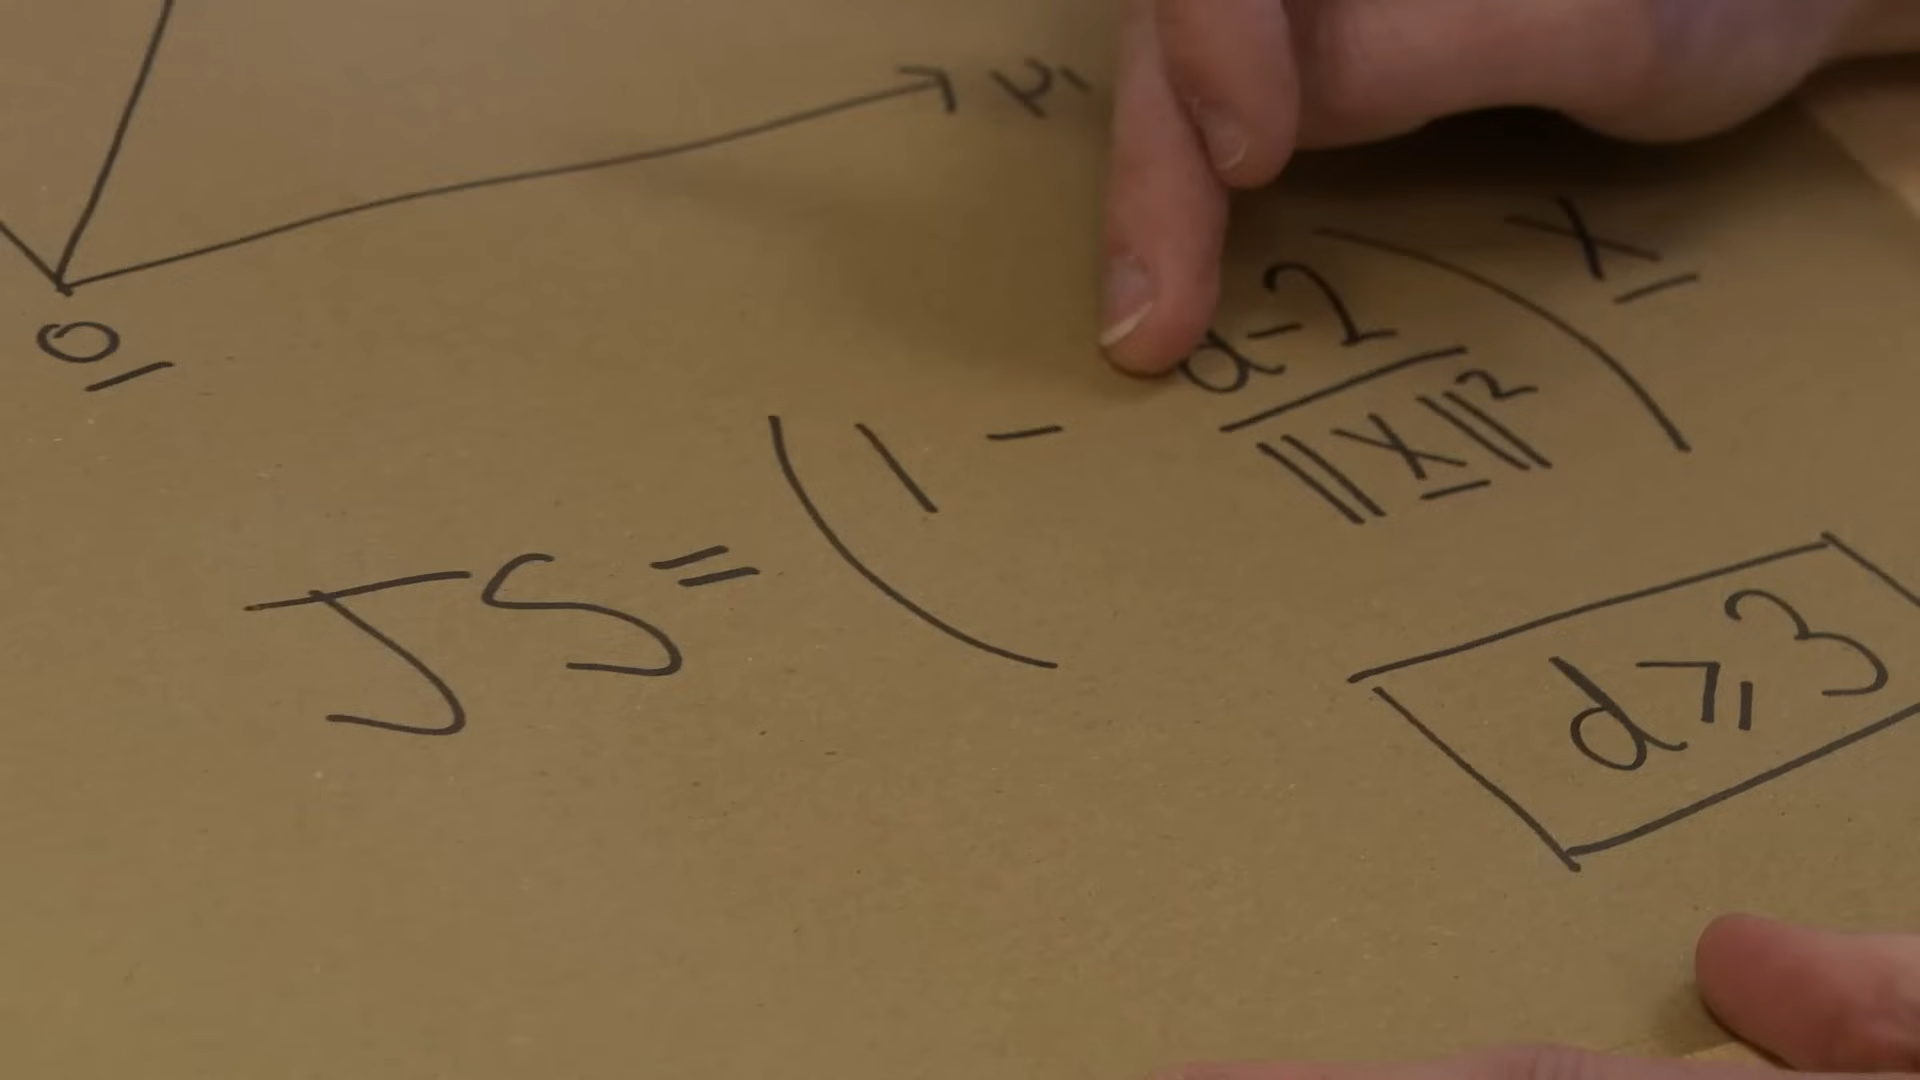 μ
0
JS = (1 - d-2/||X||²) X
d ⩾ 3